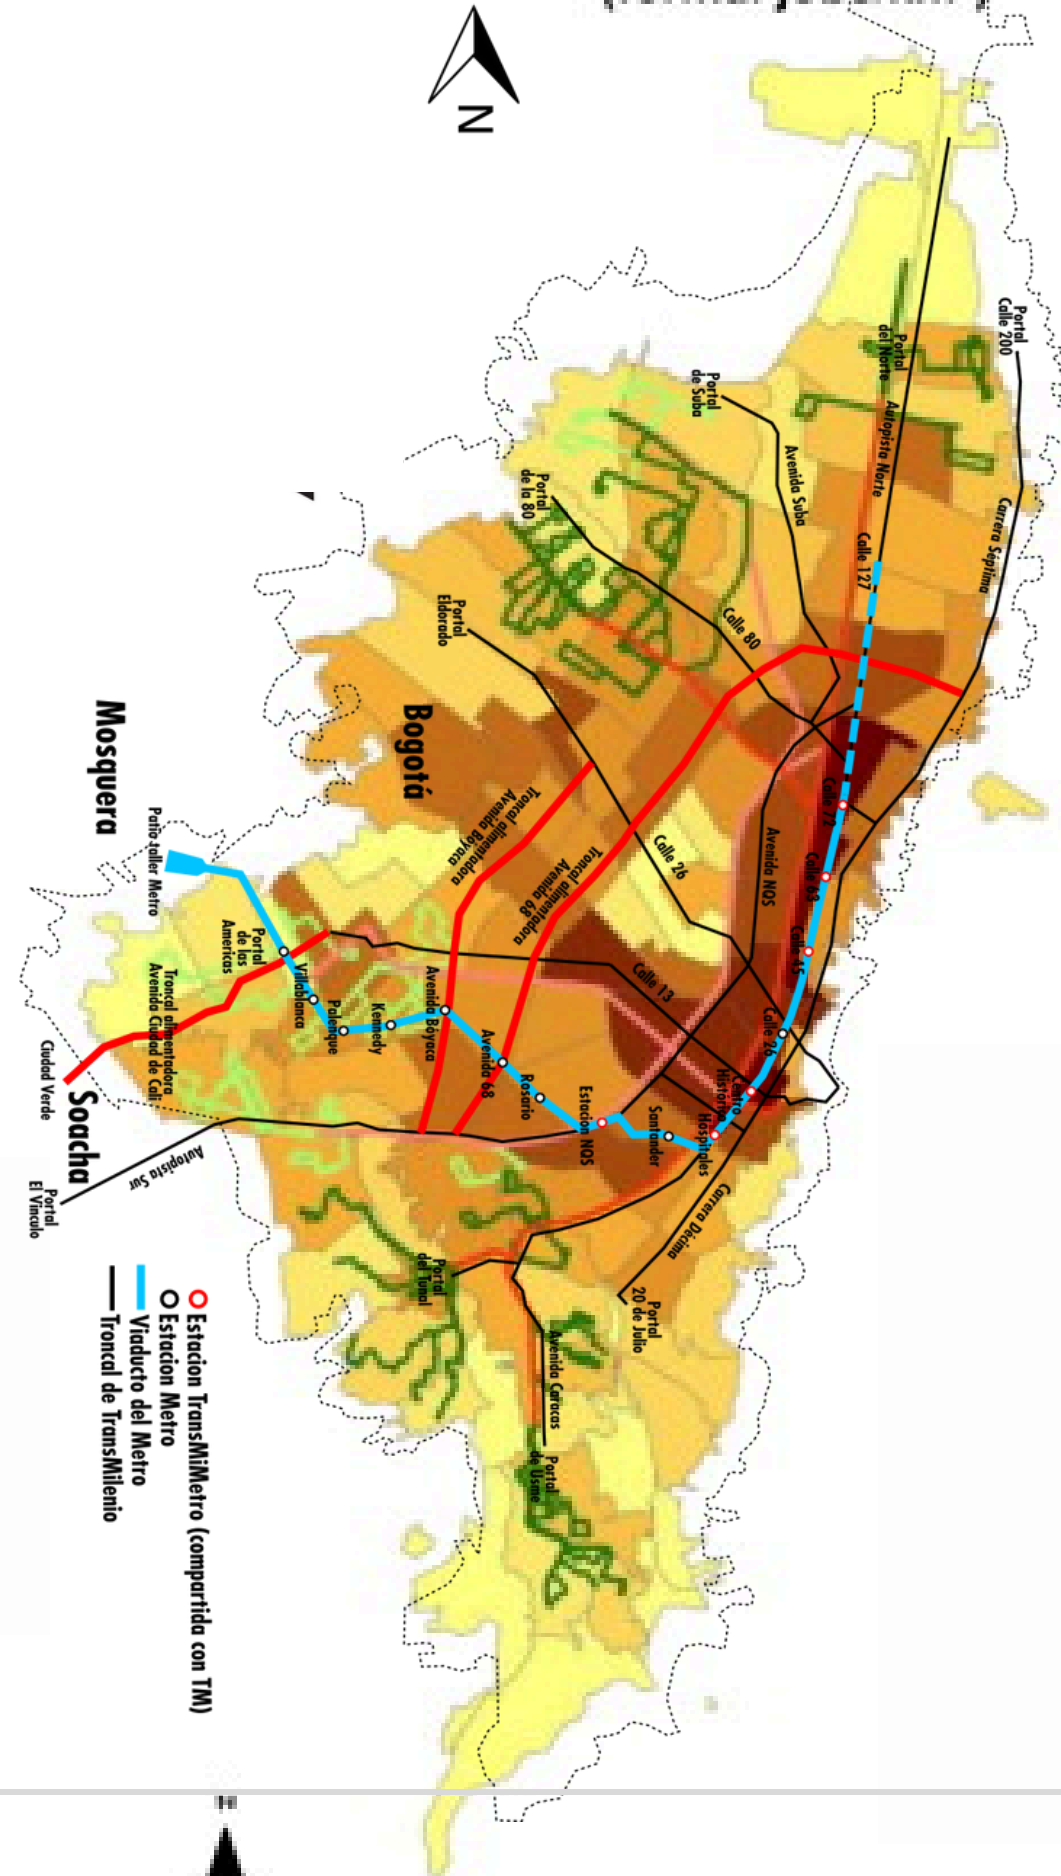 N
Portal
Calle 200
Portal
del Norte
Autopista Norte
Portal
de Suba
Avenida Suba
Carrera Séptima
Calle 127
Portal
de la 80
Calle 80
Portal
Eldorado
Bogotá
Mosquera
Calle 72
Troncal alimentadora
Avenida Bóyaca
Troncal alimentadora
Avenida 68
Calle 26
Avenida NQS
Calle 63
Patio taller Metro
Calle 45
Portal
de las
Americas
Villablanca
Palenque
Kennedy
Avenida Bóyaca
Calle 13
Calle 26
Troncal alimentadora
Avenida Ciudad de Cali
Ciudad Verde
Soacha
Avenida 68
Rosario
Estación NQS
Santander
Hospitales
Centro
Historico
Autopista Sur
Portal
El Vinculo
Carrera Decima
Portal
del Tunal
Portal
20 de Julio
Avenida Caracas
Portal
de Usme
Estacion TransMiMetro (compartida con TM)
Estacion Metro
Viaducto del Metro
Troncal de TransMilenio